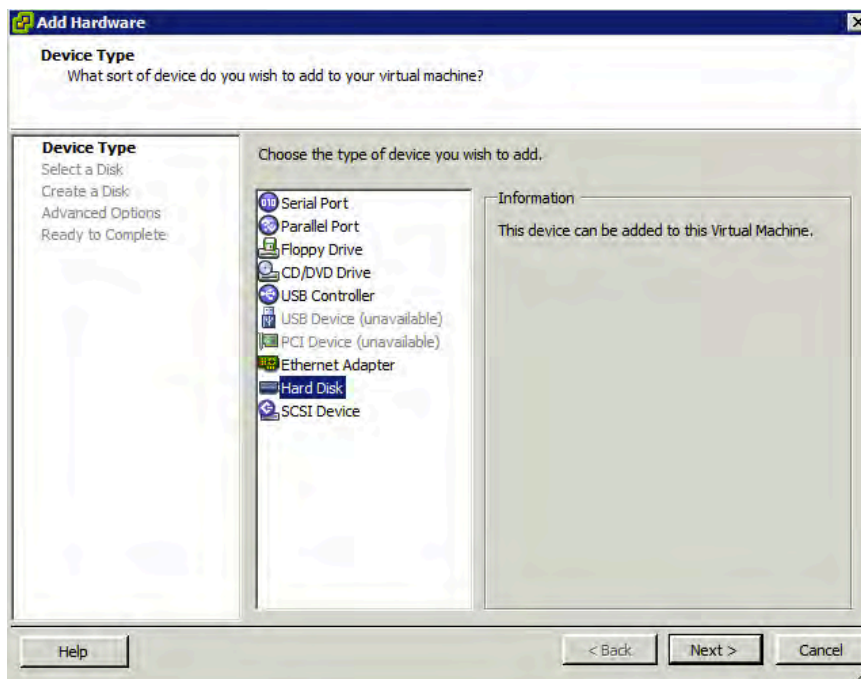 Add Hardware
Device Type
What sort of device do you wish to add to your virtual machine?
Device Type
Select a Disk
Create a Disk
Advanced Options
Ready to Complete
Choose the type of device you wish to add.
Serial Port
Parallel Port
Floppy Drive
CD/DVD Drive
USB Controller
USB Device (unavailable)
PCI Device (unavailable)
Ethernet Adapter
Hard Disk
SCSI Device
Information
This device can be added to this Virtual Machine.
Help
< Back
Next >
Cancel